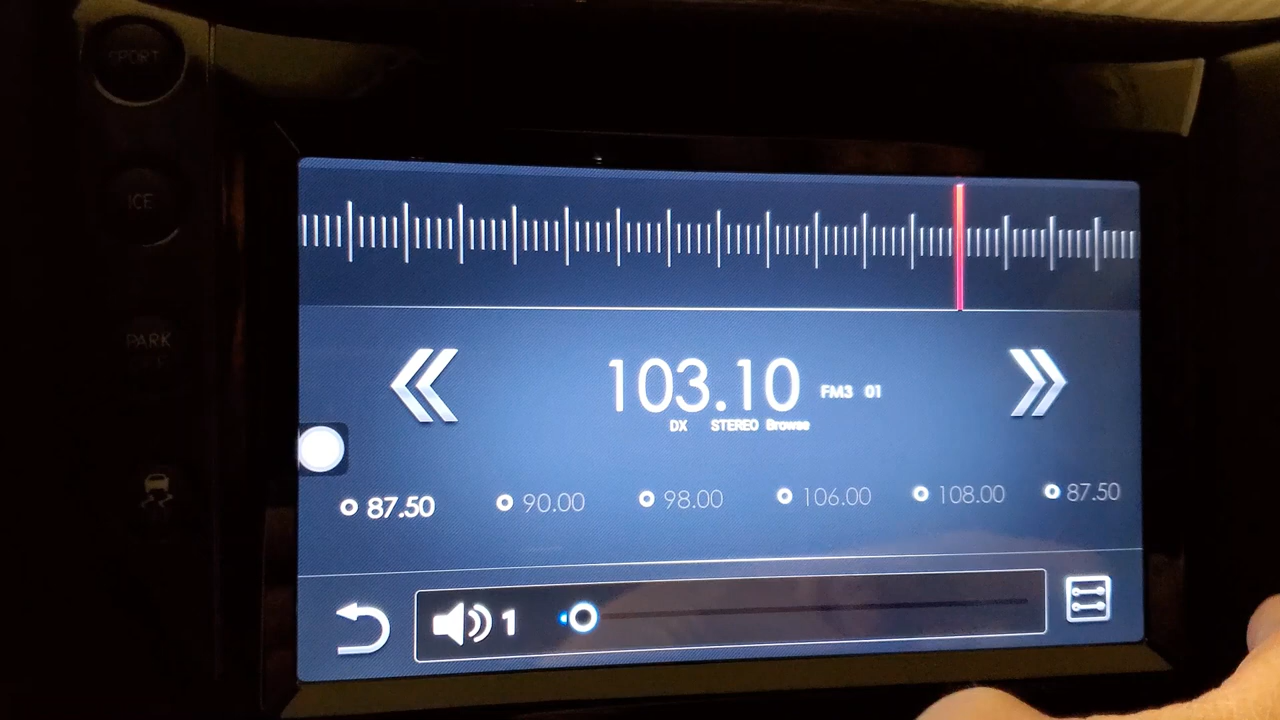 SPORT
ICE
PARK
103.10 FM3 01
DX STEREO Browse
87.50 90.00 98.00 106.00 108.00 87.50
1